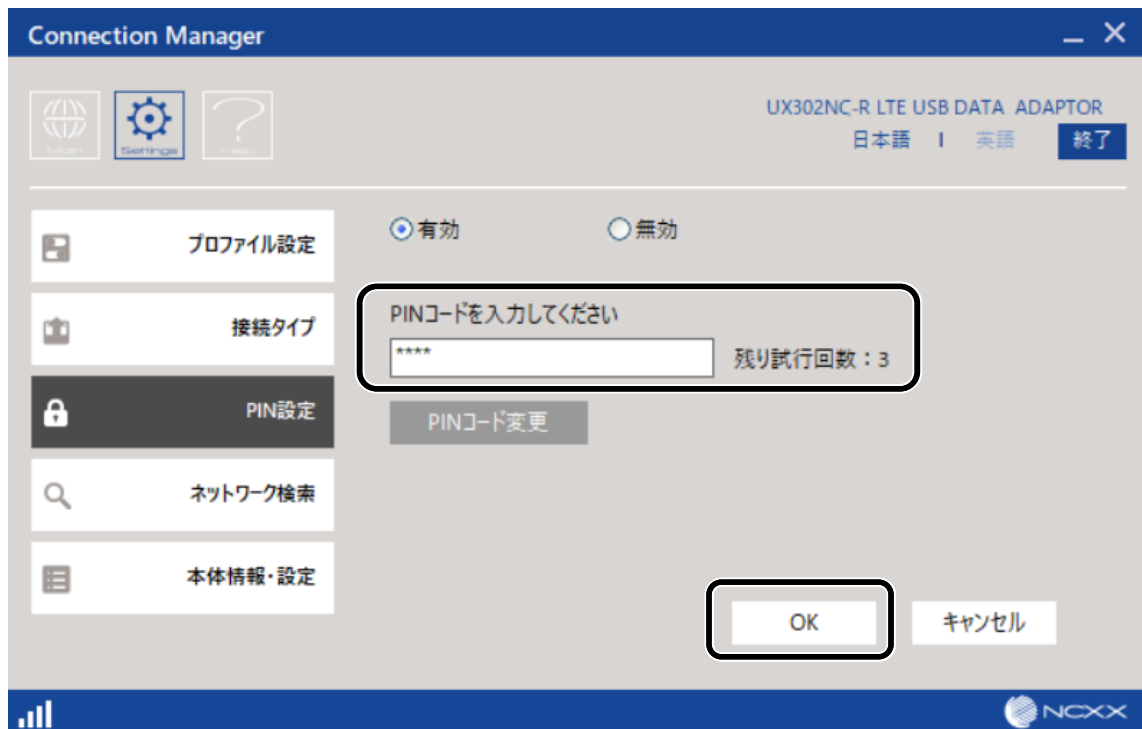 Connection Manager
Main
Settings
Help
UX302NC-R LTE USB DATA ADAPTOR
日本語 | 英語 終了
プロファイル設定
接続タイプ
PIN設定
ネットワーク検索
本体情報・設定
有効 無効
PINコードを入力してください
**** 残り試行回数：3
PINコード変更
OK キャンセル
NCXX